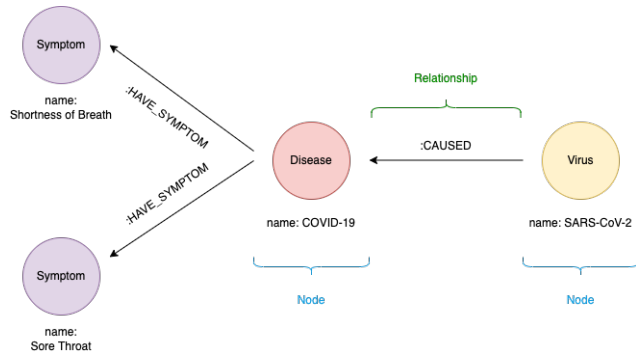 Symptom
name:
Shortness of Breath
:HAVE_SYMPTOM
:HAVE_SYMPTOM
Symptom
name:
Sore Throat
Disease
name: COVID-19
Node
Relationship
:CAUSED
Virus
name: SARS-CoV-2
Node